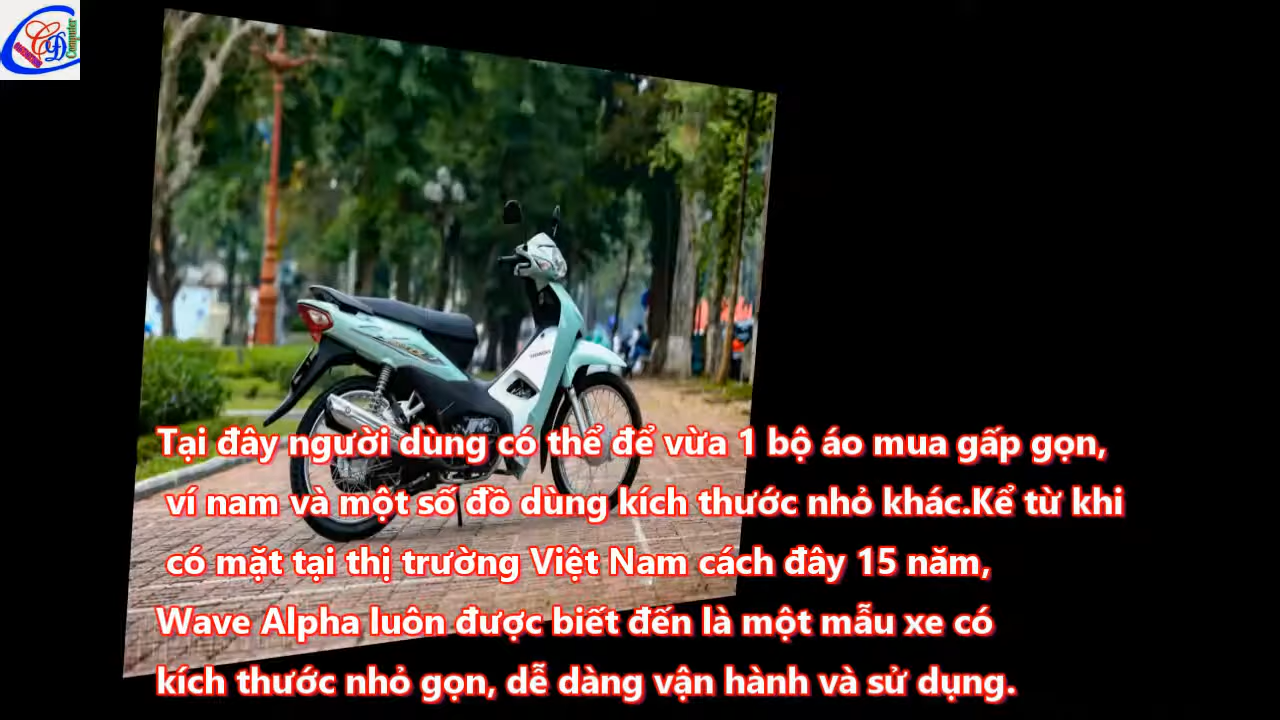 Computer
Tại đây người dùng có thể để vừa 1 bộ áo mua gấp gọn,
ví nam và một số đồ dùng kích thước nhỏ khác.Kể từ khi
có mặt tại thị trường Việt Nam cách đây 15 năm,
Wave Alpha luôn được biết đến là một mẫu xe có
kích thước nhỏ gọn, dễ dàng vận hành và sử dụng.